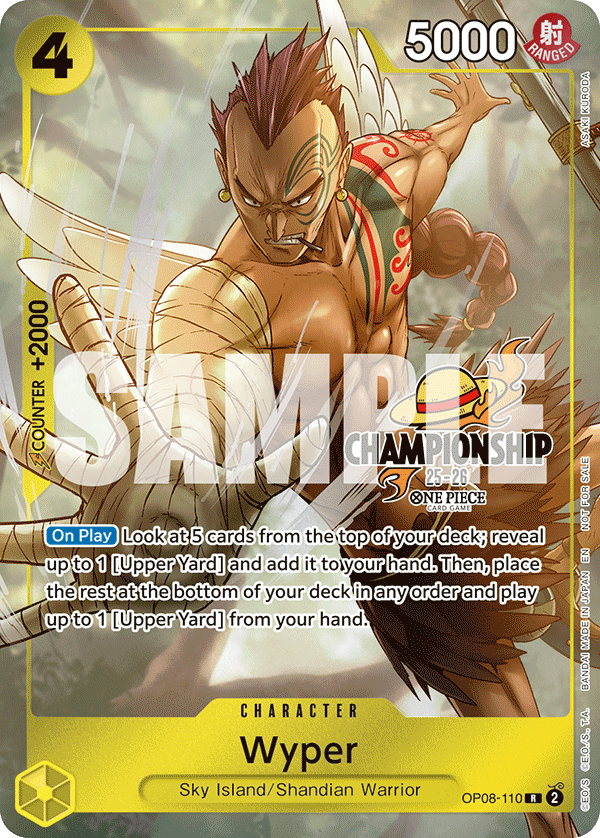 4
5000
射
RANGED
ASAKI KURODA
COUNTER +2000
SAMPLE
CHAMPIONSHIP
25-26
ONE PIECE
CARD GAME
On Play Look at 5 cards from the top of your deck; reveal
up to 1 [Upper Yard] and add it to your hand. Then, place
the rest at the bottom of your deck in any order and play
up to 1 [Upper Yard] from your hand.
©EO/S ©E.O./S., T.A. BANDAI MADE IN JAPAN EN NOT FOR SALE
CHARACTER
Wyper
Sky Island/Shandian Warrior
OP08-110 R 2